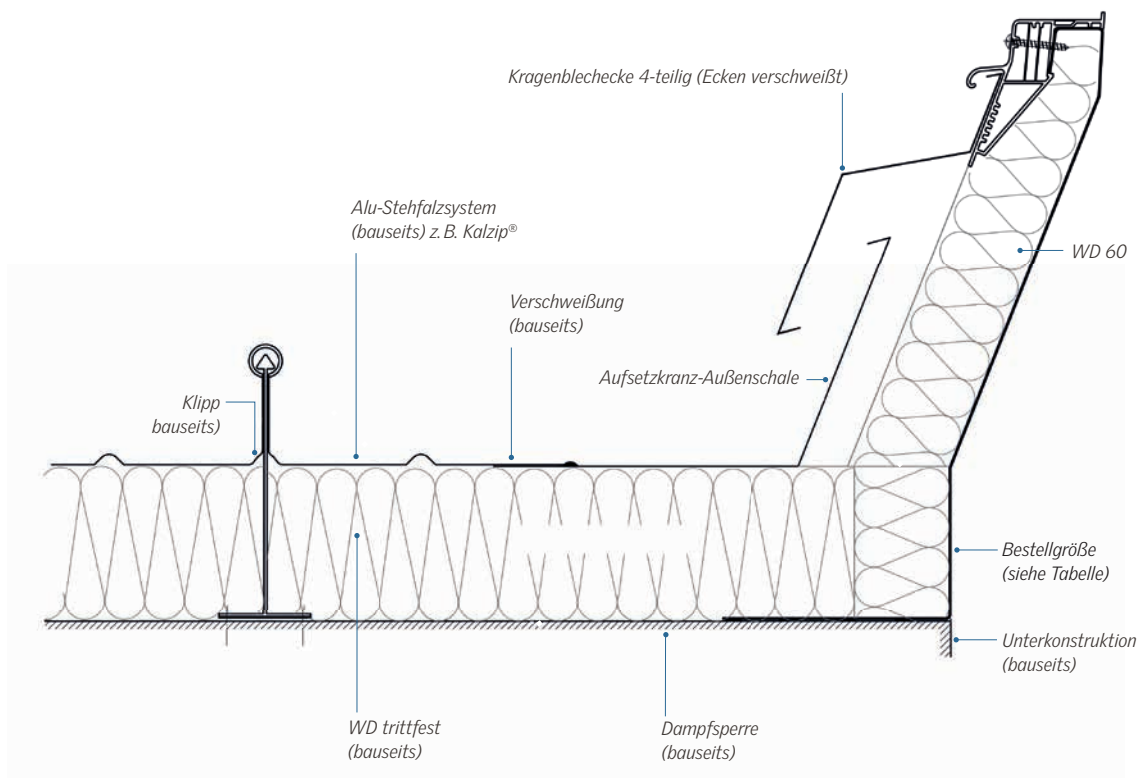 Kragenblechecke 4-teilig (Ecken verschweißt)
Alu-Stehfalzsystem
(bauseits) z. B. Kalzip®
WD 60
Verschweißung
(bauseits)
Aufsetzkranz-Außenschale
Klipp
bauseits)
Bestellgröße
(siehe Tabelle)
Unterkonstruktion
(bauseits)
WD trittfest
(bauseits)
Dampfsperre
(bauseits)